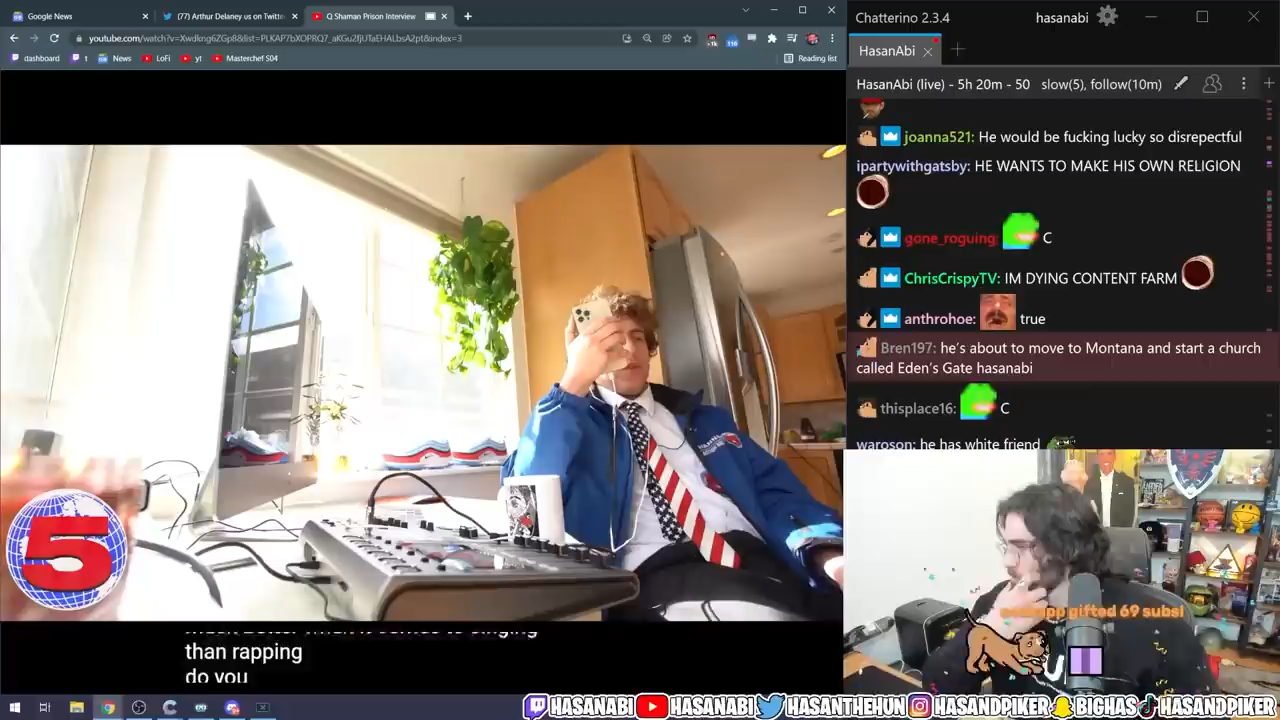 Google News
(77) Arthur Delaney us on Twitte
Q Shaman Prison Interview
youtube.com/watch?v=Xwdkng6ZGp8&list=PLKAP7bXOPRQ7_aKGu2fjUTaEHALbsA2pt&index=3
dashboard
t
News
LoFi
yt
Masterchef S04
Reading list
5
than rapping
do you
Chatterino 2.3.4
hasanabi
HasanAbi
HasanAbi (live) - 5h 20m - 50
slow(5), follow(10m)
joanna521: He would be fucking lucky so disrepectful
ipartywithgatsby: HE WANTS TO MAKE HIS OWN RELIGION
gone_roguing: C
ChrisCrispyTV: IM DYING CONTENT FARM
anthrohoe: true
Bren197: he's about to move to Montana and start a church
called Eden's Gate hasanabi
thisplace16: C
waroson: he has white friend
gifted 69 subs!
HASANABI
HASANABI
HASANTHEHUN
HASANDPIKER
BIGHAS
HASANDPIKER